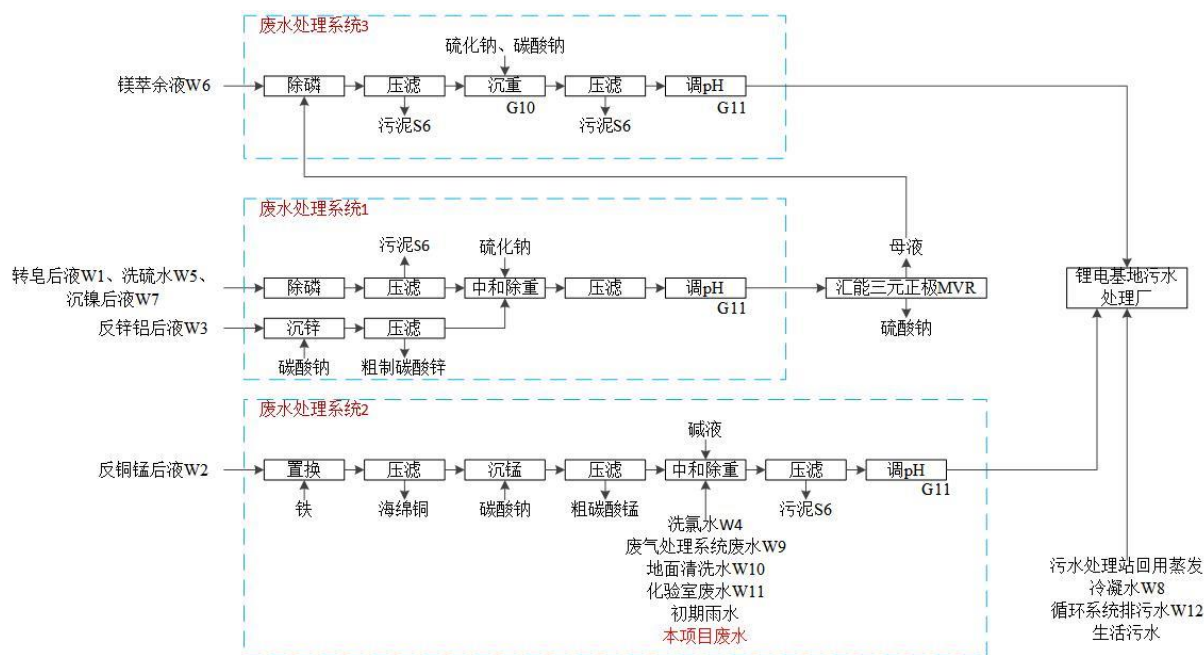 废水处理系统3
硫化钠、碳酸钠
镁萃余液W6
除磷
压滤
沉重
压滤
调pH
G10
G11
污泥S6
污泥S6
废水处理系统1
污泥S6
硫化钠
母液
转皂后液W1、洗硫水W5、
沉镍后液W7
除磷
压滤
中和除重
压滤
调pH
G11
汇能三元正极MVR
硫酸钠
锂电基地污水
处理厂
反锌铝后液W3
沉锌
压滤
碳酸钠
粗制碳酸锌
废水处理系统2
碱液
反铜锰后液W2
置换
压滤
沉锰
压滤
中和除重
压滤
调pH
G11
铁
海绵铜
碳酸钠
粗碳酸锰
污泥S6
洗氯水W4
废气处理系统废水W9
地面清洗水W10
化验室废水W11
初期雨水
本项目废水
污水处理站回用蒸发
冷凝水W8
循环系统排污水W12
生活污水